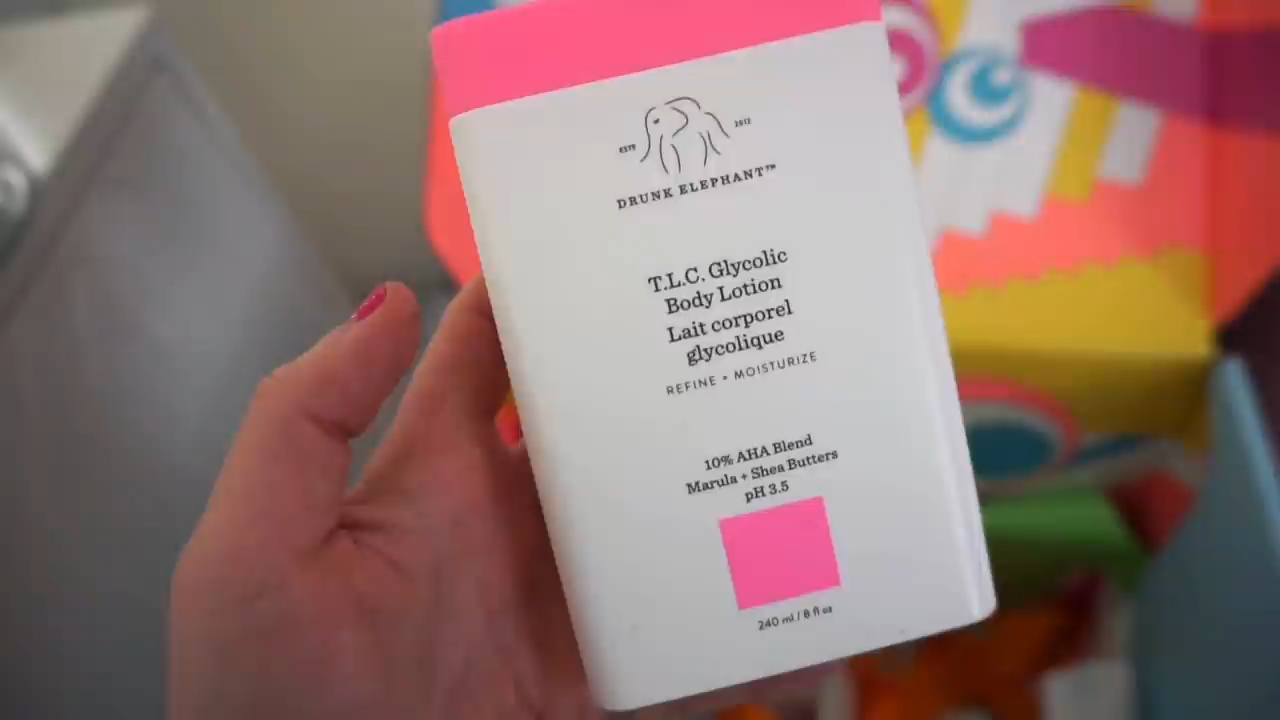 ESTD 2012
DRUNK ELEPHANT™
T.L.C. Glycolic
Body Lotion
Lait corporel
glycolique
REFINE • MOISTURIZE
10% AHA Blend
Marula + Shea Butters
pH 3.5
240 ml / 8 fl oz